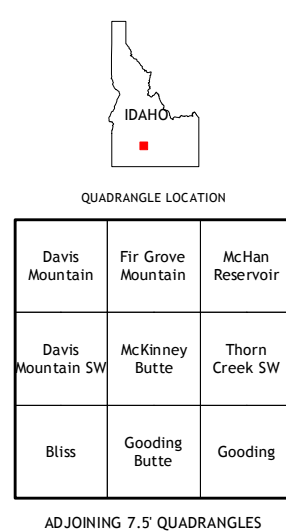 IDAHO
QUADRANGLE LOCATION
Davis
Mountain
Fir Grove
Mountain
McHan
Reservoir
Davis
Mountain SW
McKinney
Butte
Thorn
Creek SW
Bliss
Gooding
Butte
Gooding
ADJOINING 7.5' QUADRANGLES